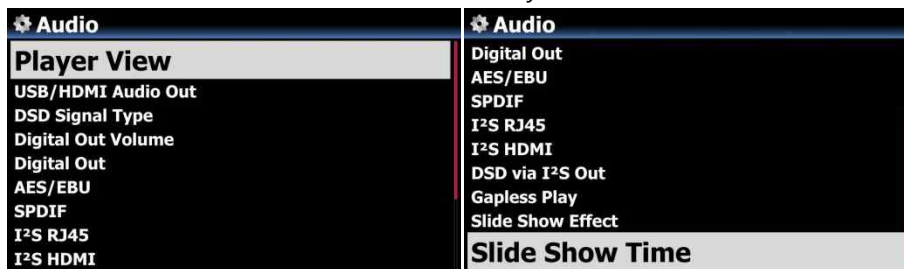 Audio
Player View
USB/HDMI Audio Out
DSD Signal Type
Digital Out Volume
Digital Out
AES/EBU
SPDIF
I²S RJ45
I²S HDMI
Audio
Digital Out
AES/EBU
SPDIF
I²S RJ45
I²S HDMI
DSD via I²S Out
Gapless Play
Slide Show Effect
Slide Show Time